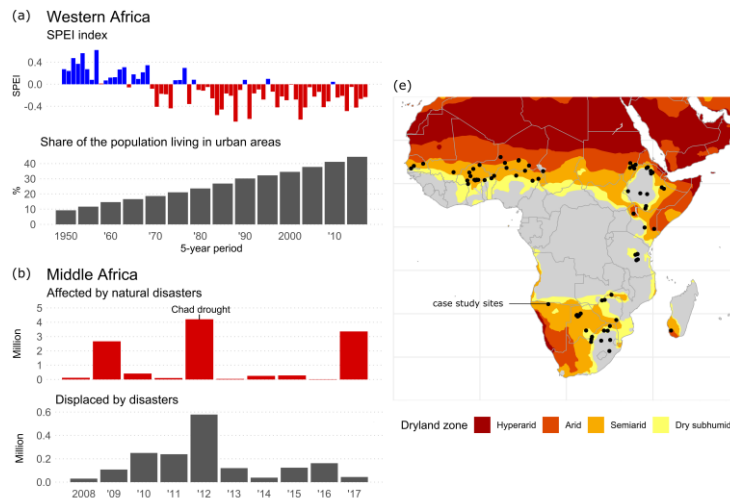 (a) Western Africa
SPEI index
SPEI
0.4
0.0
−0.4
Share of the population living in urban areas
%
40
30
20
10
0
1950 '60 '70 '80 '90 2000 '10
5-year period
(b) Middle Africa
Affected by natural disasters
Chad drought
Million
5
4
3
2
1
0
Displaced by disasters
Million
0.6
0.4
0.2
0.0
2008 '09 '10 '11 '12 '13 '14 '15 '16 '17
(e)
case study sites
Dryland zone Hyperarid Arid Semiarid Dry subhumid